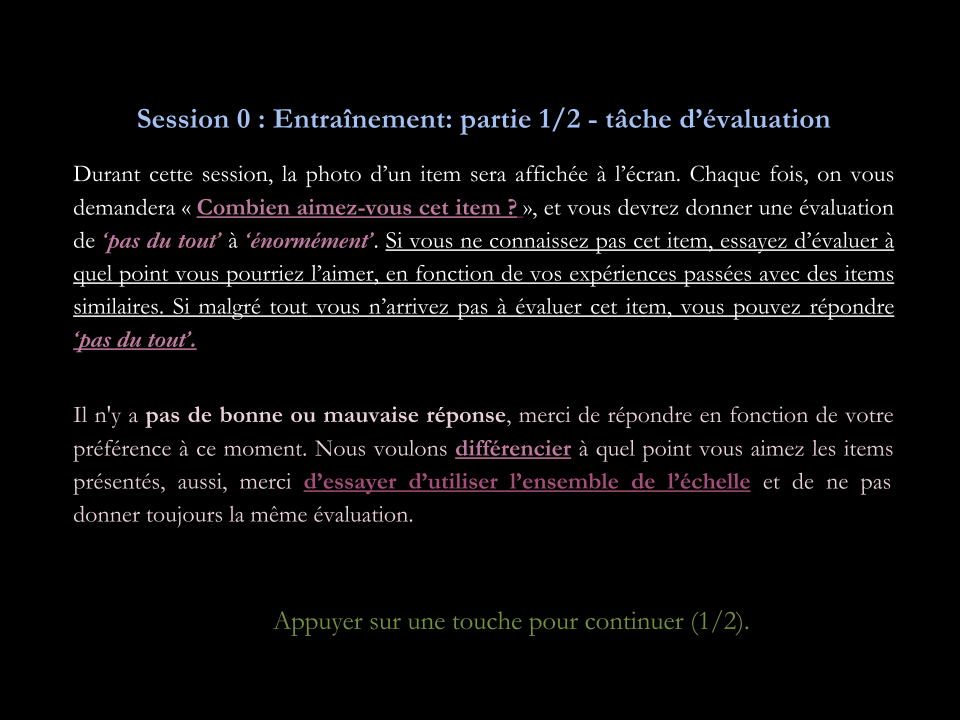 Session 0 : Entraînement: partie 1/2 - tâche d’évaluation
Durant cette session, la photo d’un item sera affichée à l’écran. Chaque fois, on vous
demandera « Combien aimez-vous cet item ? », et vous devrez donner une évaluation
de ‘pas du tout’ à ‘énormément’. Si vous ne connaissez pas cet item, essayez d’évaluer à
quel point vous pourriez l’aimer, en fonction de vos expériences passées avec des items
similaires. Si malgré tout vous n’arrivez pas à évaluer cet item, vous pouvez répondre
‘pas du tout’.
Il n'y a pas de bonne ou mauvaise réponse, merci de répondre en fonction de votre
préférence à ce moment. Nous voulons différencier à quel point vous aimez les items
présentés, aussi, merci d’essayer d’utiliser l’ensemble de l’échelle et de ne pas
donner toujours la même évaluation.
Appuyer sur une touche pour continuer (1/2).